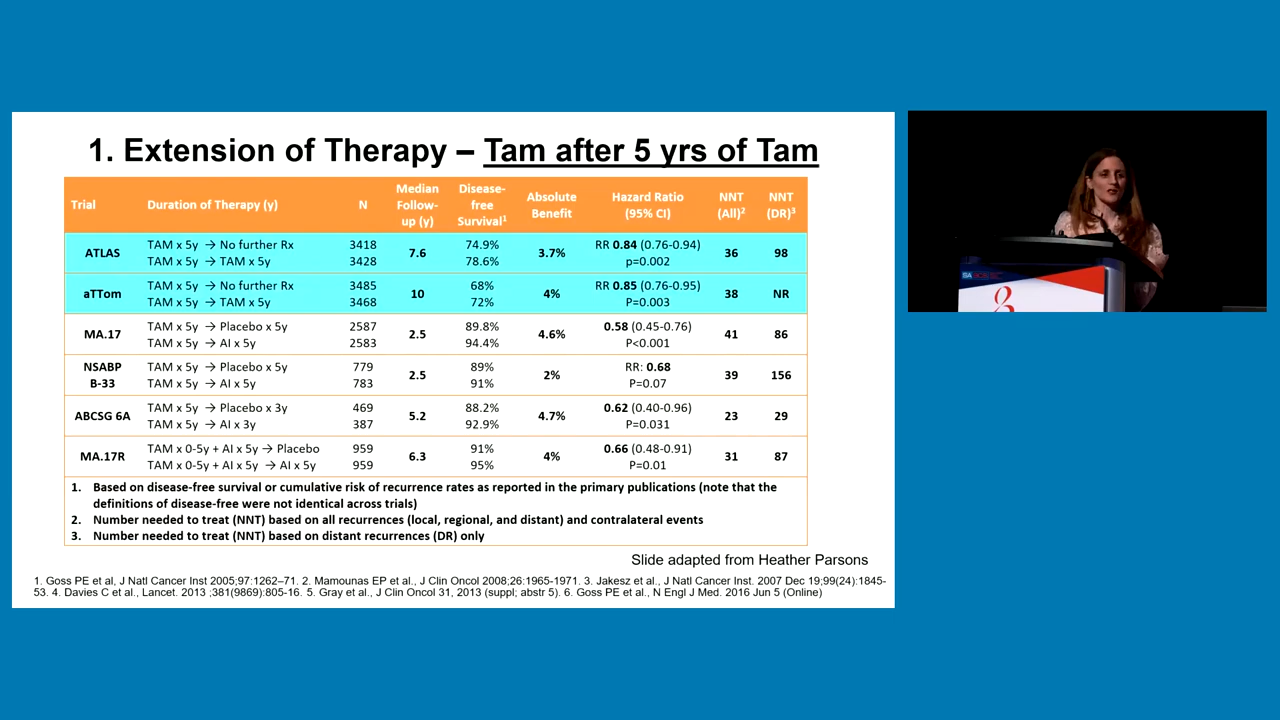 1. Extension of Therapy – Tam after 5 yrs of Tam
Trial Duration of Therapy (y) N Median Follow-up (y) Disease-free Survival1 Absolute Benefit Hazard Ratio (95% CI) NNT (All)2 NNT (DR)3
ATLAS
TAM x 5y → No further Rx 3418 74.9%
TAM x 5y → TAM x 5y 3428 78.6%
7.6 3.7%
RR 0.84 (0.76-0.94)
p=0.002
36 98
aTTom
TAM x 5y → No further Rx 3485 68%
TAM x 5y → TAM x 5y 3468 72%
10 4%
RR 0.85 (0.76-0.95)
P=0.003
38 NR
MA.17
TAM x 5y → Placebo x 5y 2587 89.8%
TAM x 5y → AI x 5y 2583 94.4%
2.5 4.6%
0.58 (0.45-0.76)
P<0.001
41 86
NSABP
B-33
TAM x 5y → Placebo x 5y 779 89%
TAM x 5y → AI x 5y 783 91%
2.5 2%
RR: 0.68
P=0.07
39 156
ABCSG 6A
TAM x 5y → Placebo x 3y 469 88.2%
TAM x 5y → AI x 3y 387 92.9%
5.2 4.7%
0.62 (0.40-0.96)
P=0.031
23 29
MA.17R
TAM x 0-5y + AI x 5y → Placebo 959 91%
TAM x 0-5y + AI x 5y → AI x 5y 959 95%
6.3 4%
0.66 (0.48-0.91)
P=0.01
31 87
1. Based on disease-free survival or cumulative risk of recurrence rates as reported in the primary publications (note that the
definitions of disease-free were not identical across trials)
2. Number needed to treat (NNT) based on all recurrences (local, regional, and distant) and contralateral events
3. Number needed to treat (NNT) based on distant recurrences (DR) only
Slide adapted from Heather Parsons
1. Goss PE et al, J Natl Cancer Inst 2005;97:1262–71. 2. Mamounas EP et al., J Clin Oncol 2008;26:1965-1971. 3. Jakesz et al., J Natl Cancer Inst. 2007 Dec 19;99(24):1845-
53. 4. Davies C et al., Lancet. 2013 ;381(9869):805-16. 5. Gray et al., J Clin Oncol 31, 2013 (suppl; abstr 5). 6. Goss PE et al., N Engl J Med. 2016 Jun 5 (Online)